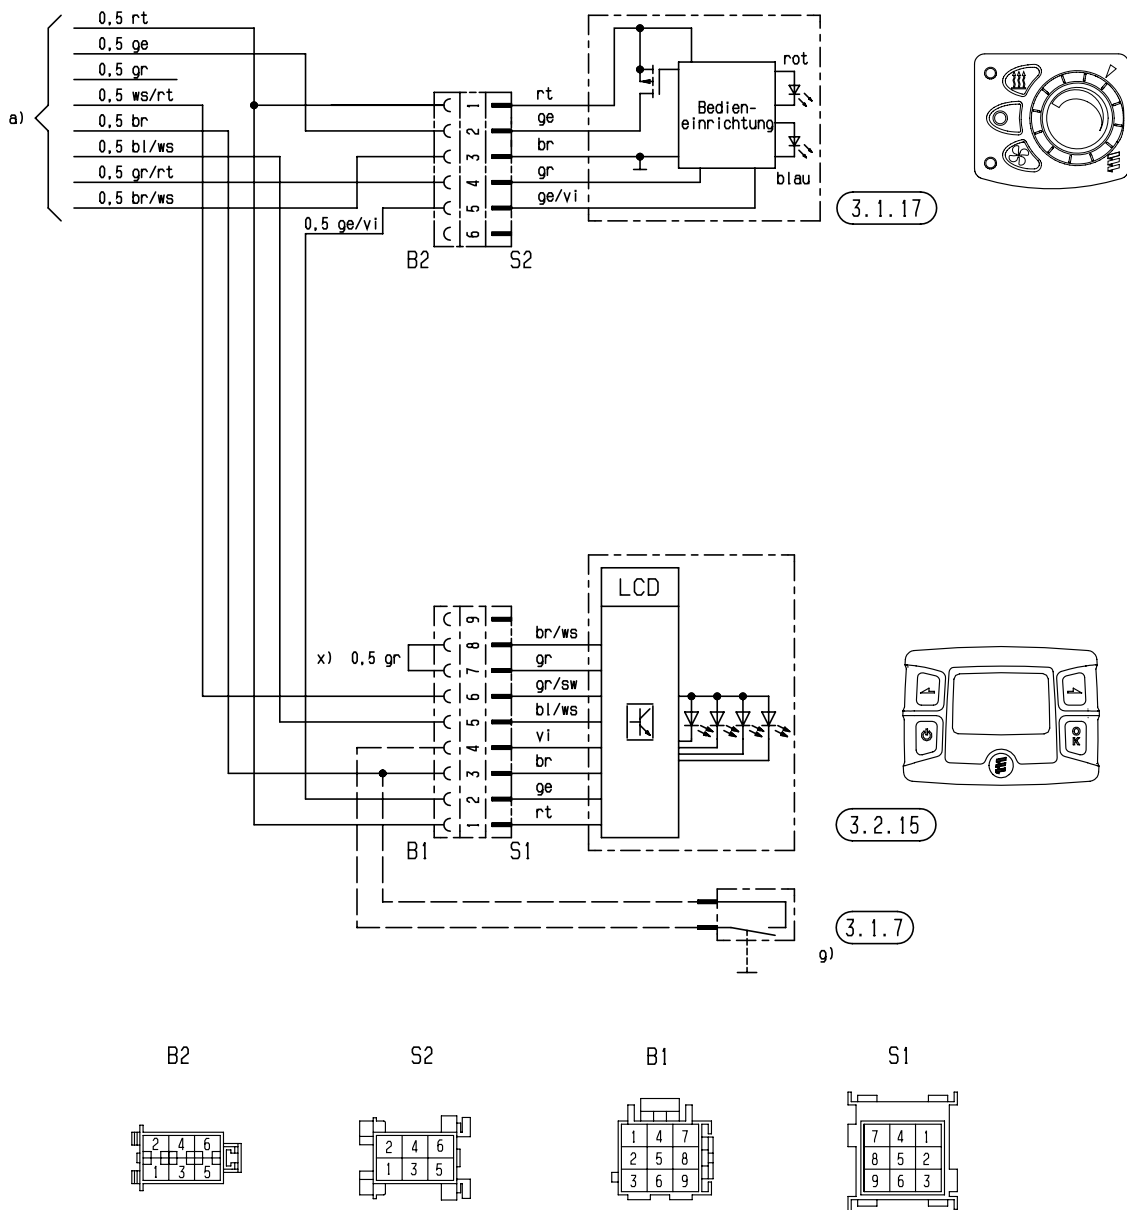 0,5 rt
0,5 ge
0,5 gr
0,5 ws/rt
a)
0,5 br
0,5 bl/ws
0,5 gr/rt
0,5 br/ws
0,5 ge/vi
1
2
3
4
5
6
B2
S2
rt
ge
br
gr
ge/vi
Bedien-
einrichtung
rot
blau
3.1.17
x) 0,5 gr
9
8
7
6
5
4
3
2
1
B1
S1
br/ws
gr
gr/sw
bl/ws
vi
br
ge
rt
LCD
OK
3.2.15
3.1.7
g)
B2
S2
B1
S1
2 4 6
1 3 5
2 4 6
1 3 5
1 4 7
2 5 8
3 6 9
7 4 1
8 5 2
9 6 3